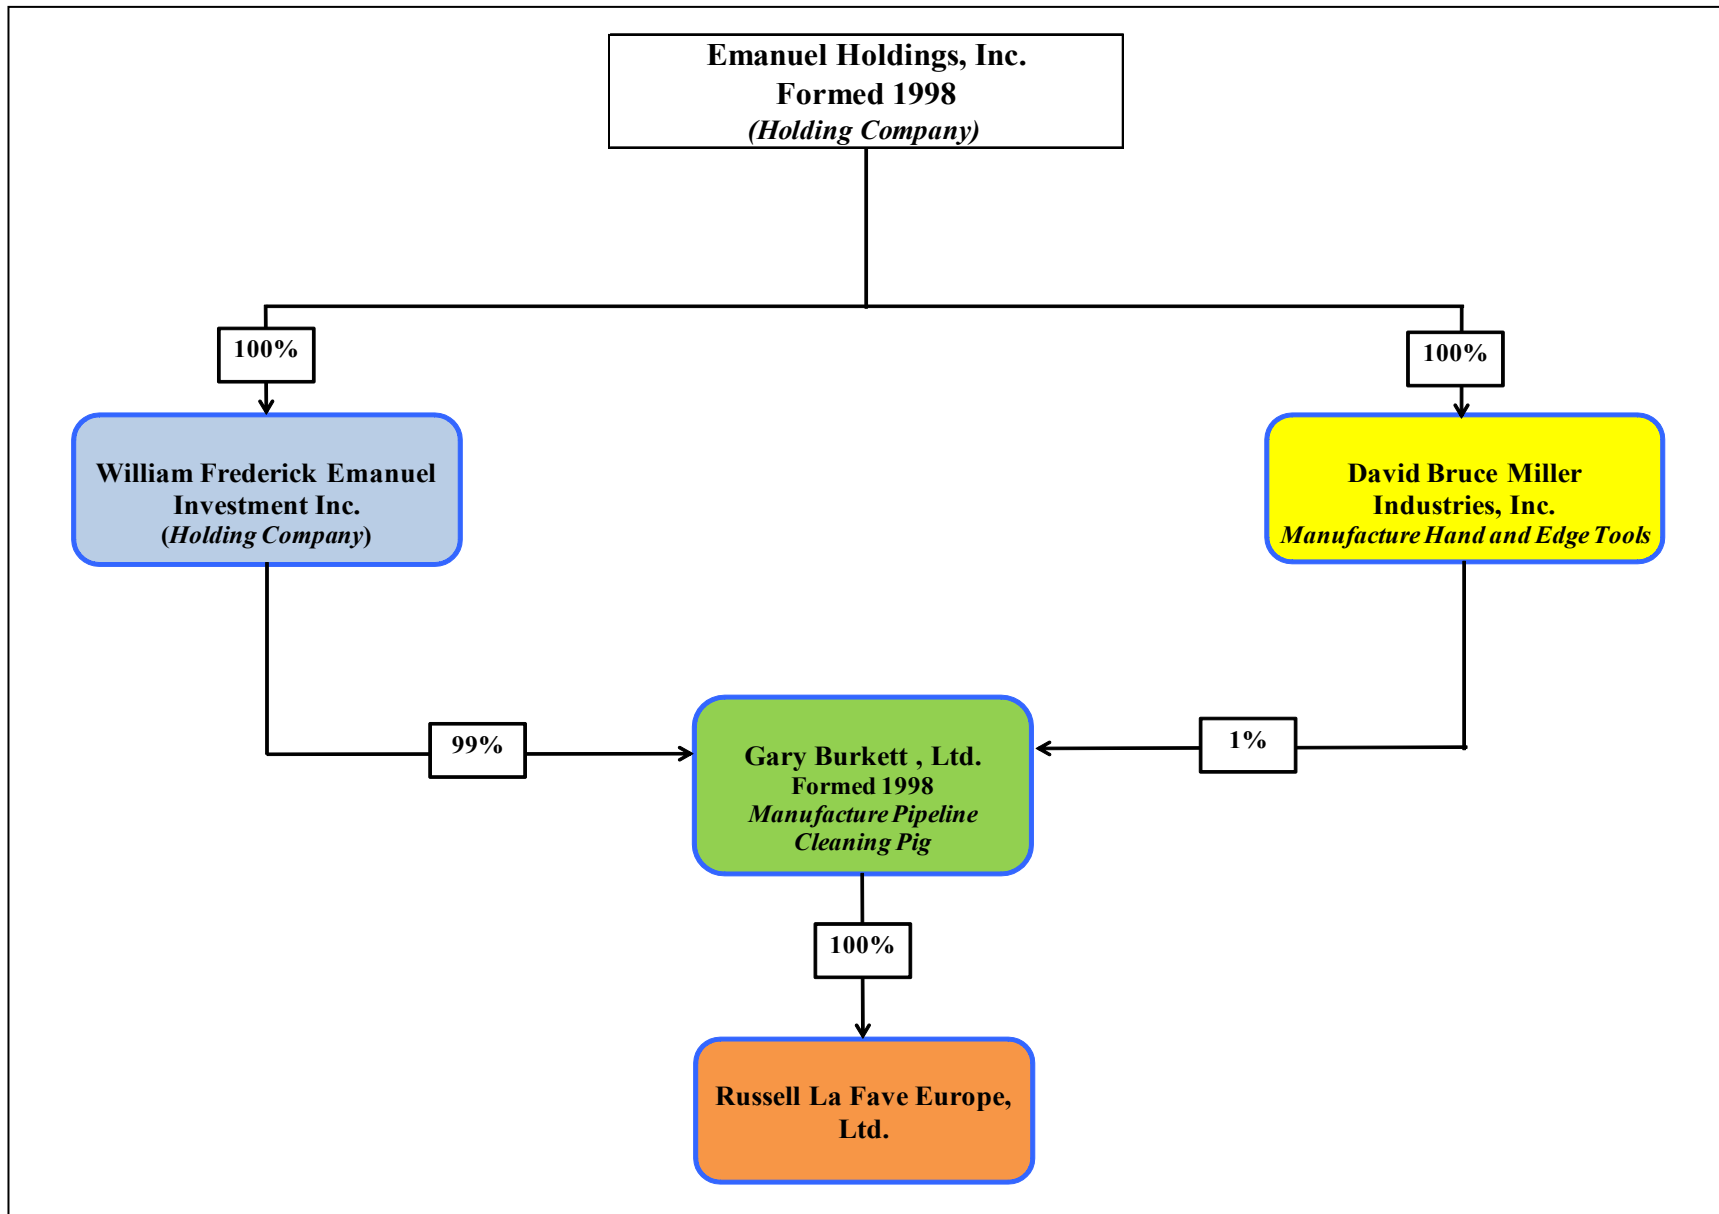 Emanuel Holdings, Inc.
Formed 1998
(Holding Company)
100%
100%
William Frederick Emanuel
Investment Inc.
(Holding Company)
David Bruce Miller
Industries, Inc.
Manufacture Hand and Edge Tools
99%
1%
Gary Burkett , Ltd.
Formed 1998
Manufacture Pipeline
Cleaning Pig
100%
Russell La Fave Europe,
Ltd.